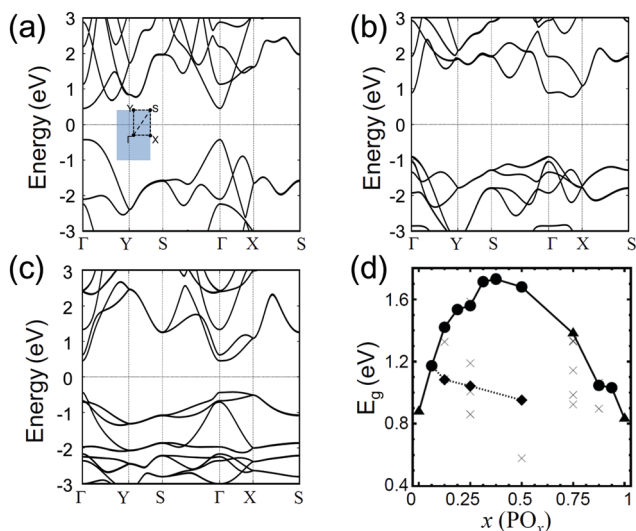 (a)
Energy (eV)
3
2
1
0
-1
-2
-3
Y S
Γ X
Γ Y S Γ X S
(b)
Energy (eV)
3
2
1
0
-1
-2
-3
Γ Y S Γ X S
(c)
Energy (eV)
3
2
1
0
-1
-2
-3
Γ Y S Γ X S
(d)
Eg (eV)
1.6
1.2
0.8
0.4
0 0.25 0.5 0.75 1
x (POx)